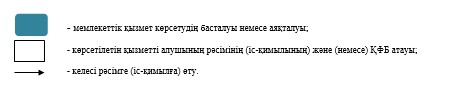 - мемлекеттік қызмет көрсетудің басталуы немесе аяқталуы;
- көрсетілетін қызметті алушының рәсімінің (іс-қимылының) және (немесе) ҚФБ атауы;
- келесі рәсімге (іс-қимылға) өту.